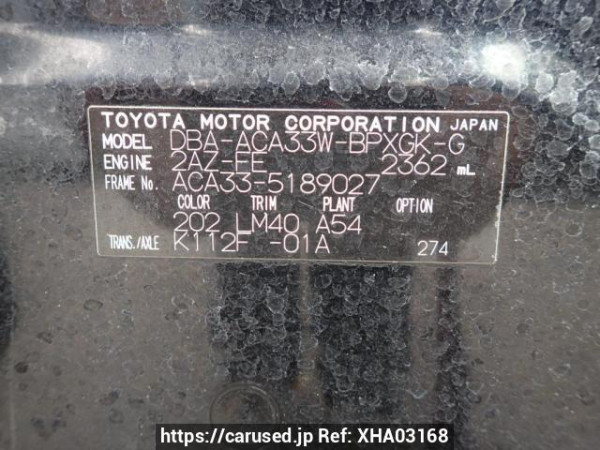 TOYOTA MOTOR CORPORATION JAPAN
MODEL DBA-ACA33W-BPXGK-G
ENGINE 2AZ-FE 2362 mL
FRAME No. ACA33-5189027
COLOR TRIM PLANT OPTION
202 LM40 A54
TRANS./AXLE K112F -01A 274
https://carused.jp Ref: XHA03168